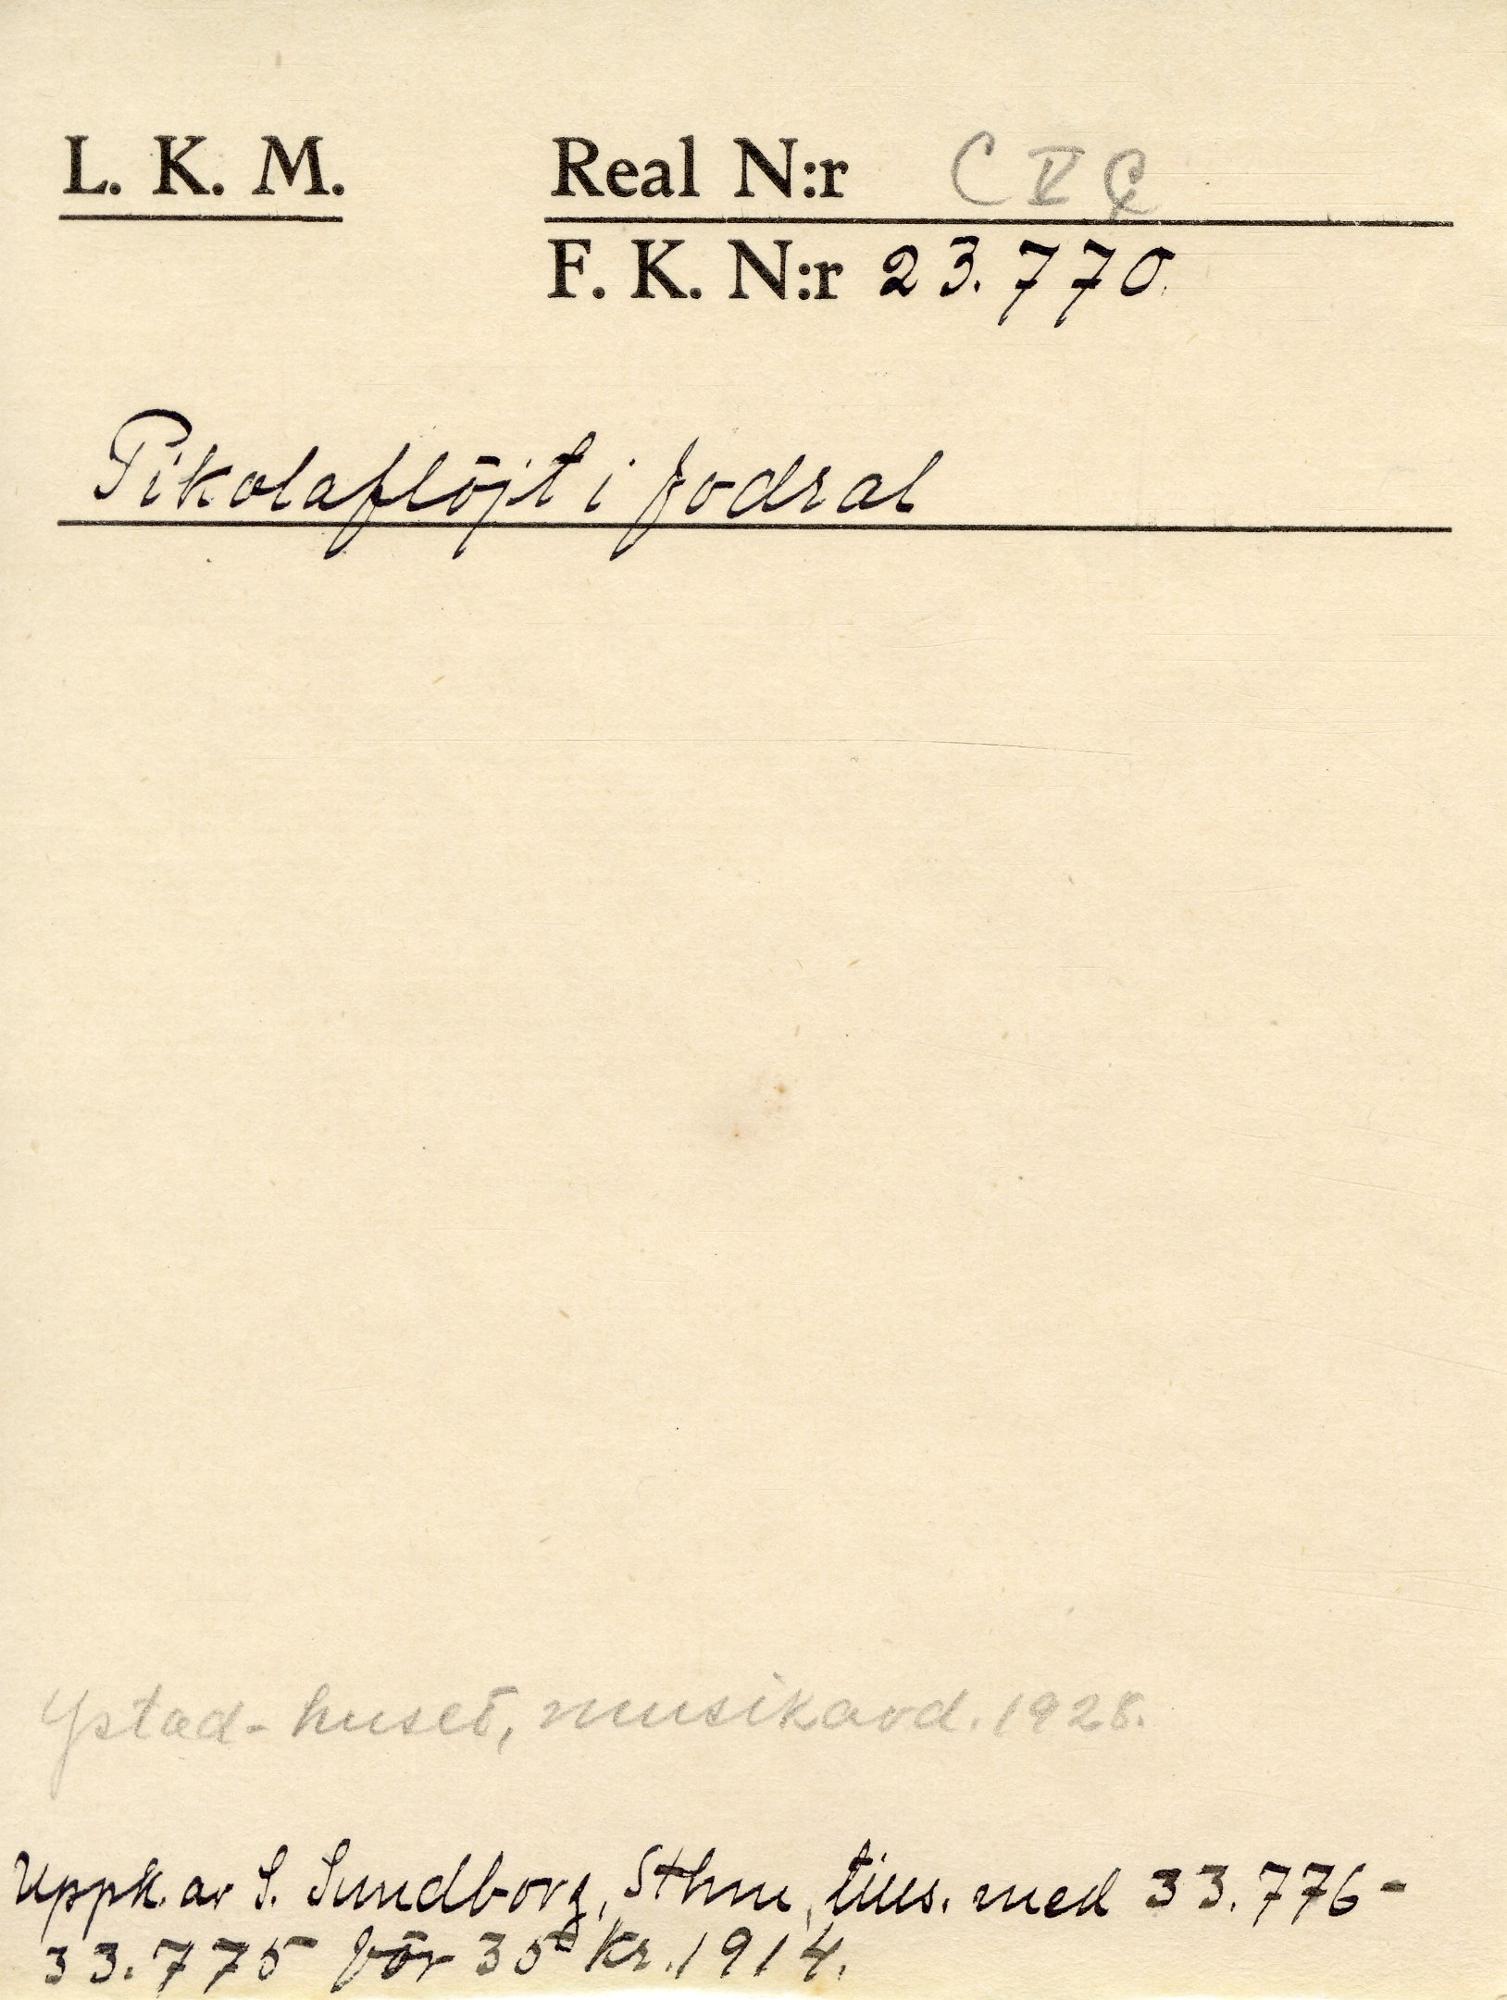 L. K. M.
Real N:r C V Ç
F. K. N:r 23.770.
Pikolaflöjt i fodral
Ystad-huset, musikavd. 1928.
Uppk. av S. Sundborg, Sthm, tills. med 33.776-
33.775 för 35 kr. 1914.